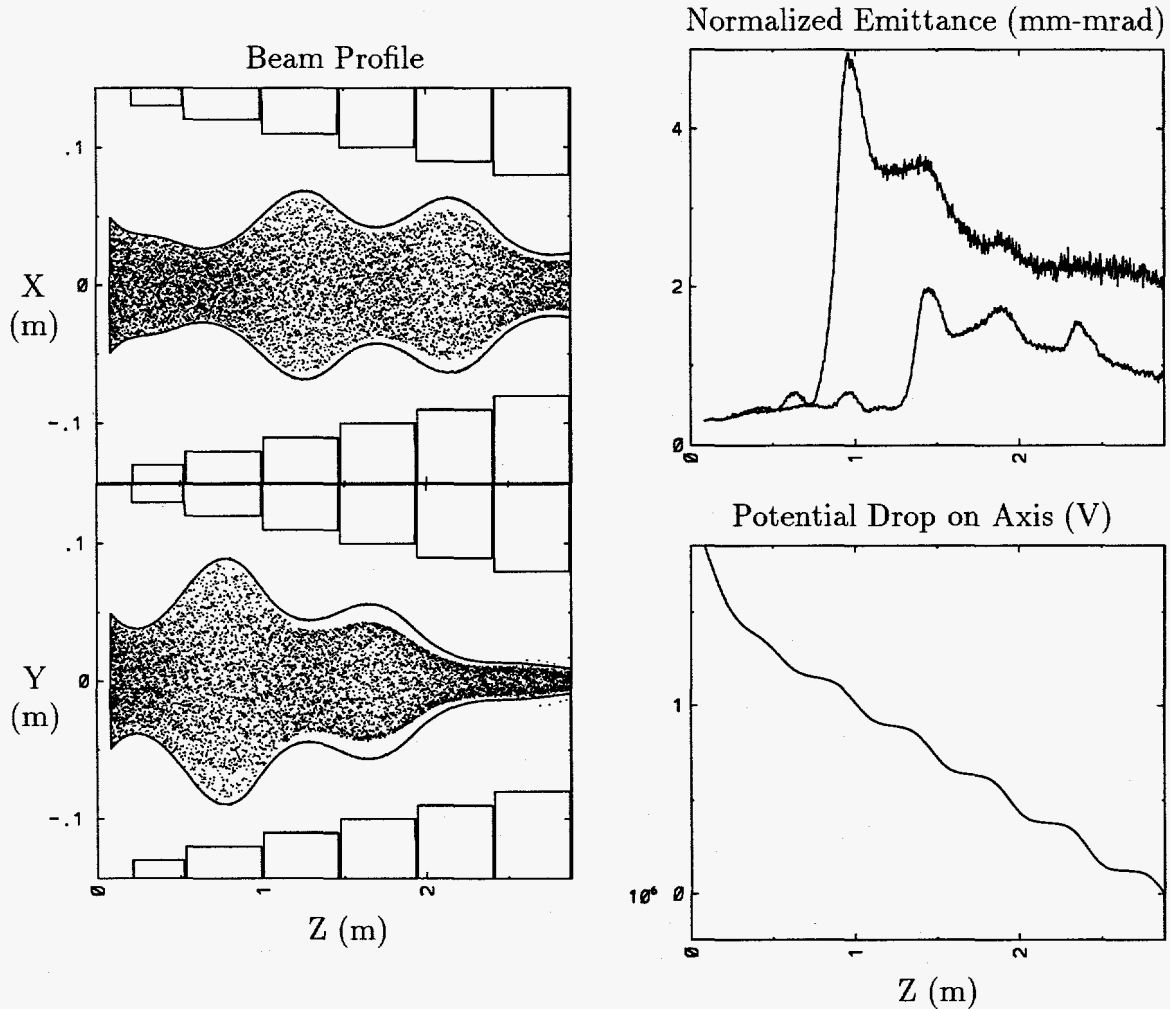 Beam Profile
.1
X
0
(m)
-.1
.1
Y
0
(m)
-.1
0
1
2
Z (m)
Normalized Emittance (mm-mrad)
4
2
0
0
1
2
Potential Drop on Axis (V)
1
10⁶ 0
0
1
2
Z (m)